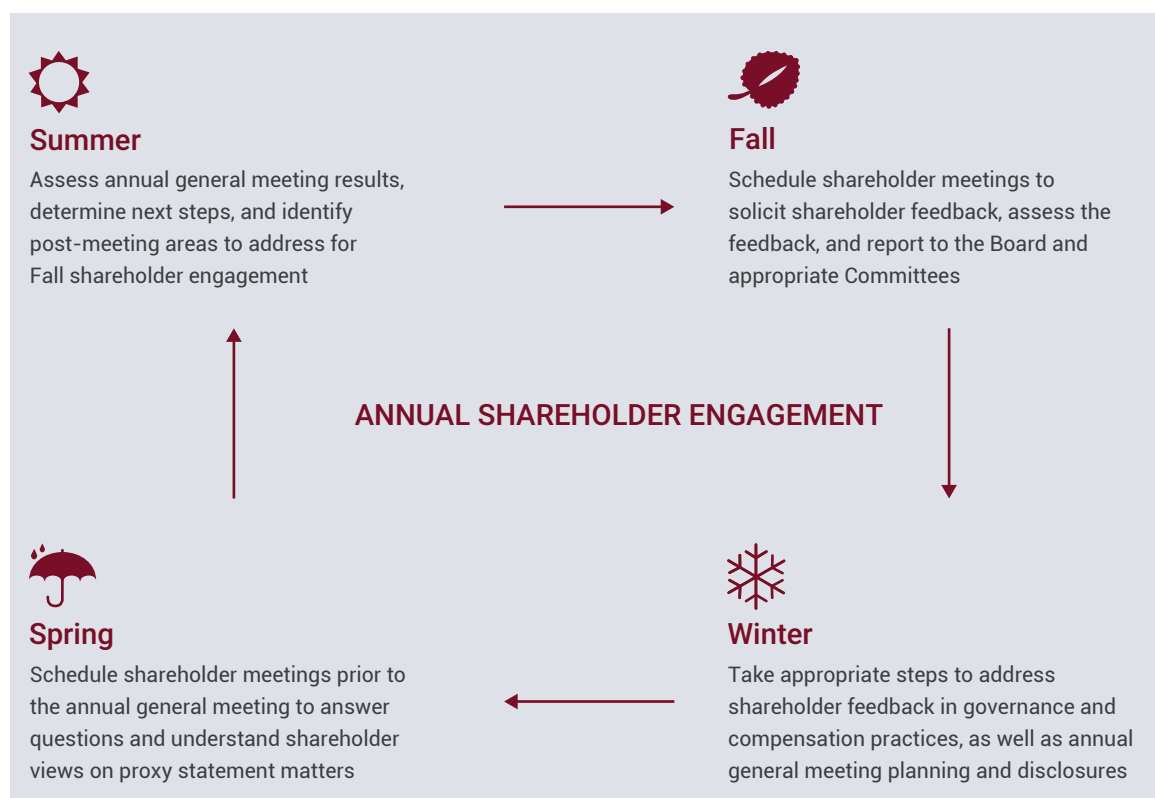 Summer
Assess annual general meeting results,
determine next steps, and identify
post-meeting areas to address for
Fall shareholder engagement
Fall
Schedule shareholder meetings to
solicit shareholder feedback, assess the
feedback, and report to the Board and
appropriate Committees
ANNUAL SHAREHOLDER ENGAGEMENT
Spring
Schedule shareholder meetings prior to
the annual general meeting to answer
questions and understand shareholder
views on proxy statement matters
Winter
Take appropriate steps to address
shareholder feedback in governance and
compensation practices, as well as annual
general meeting planning and disclosures